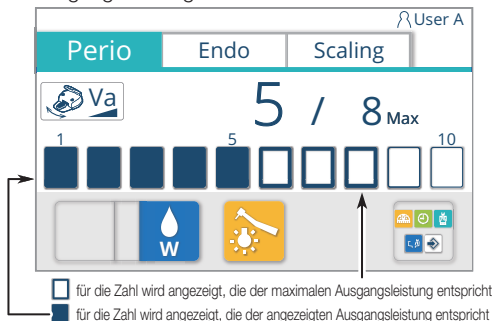 User A
Perio Endo Scaling
Va 5 / 8 Max
1 5 10
W
für die Zahl wird angezeigt, die der maximalen Ausgangsleistung entspricht
für die Zahl wird angezeigt, die der angezeigten Ausgangsleistung entspricht